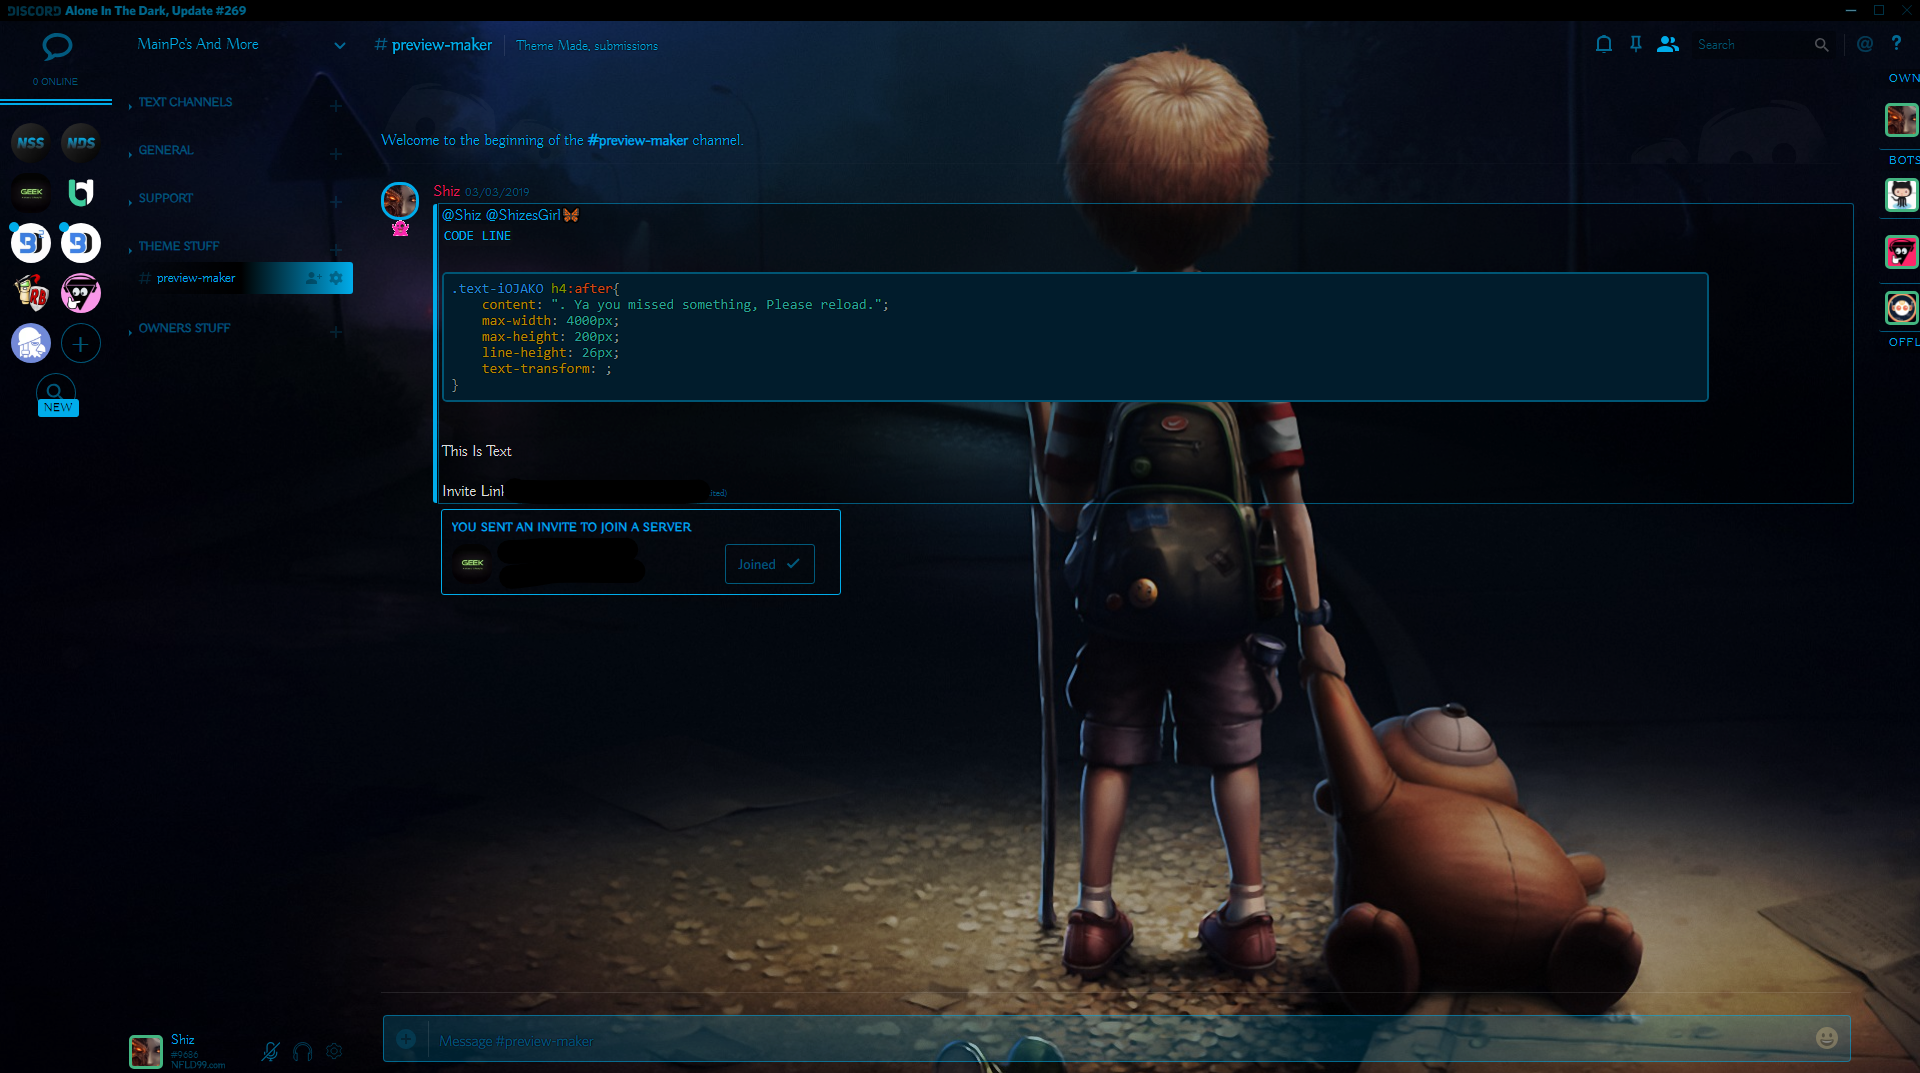 DISCORD Alone In The Dark, Update #269
MainPc's And More
# preview-maker
Theme Made, submissions
Search
@
?
0 ONLINE
NSS
NDS
GEEK
RB
NEW
TEXT CHANNELS
GENERAL
SUPPORT
THEME STUFF
# preview-maker
OWNERS STUFF
Welcome to the beginning of the #preview-maker channel.
Shiz 03/03/2019
@Shiz @ShizesGirl🦋
CODE LINE
.text-iOJAKO h4:after{
content: ". Ya you missed something, Please reload.";
max-width: 4000px;
max-height: 200px;
line-height: 26px;
text-transform: ;
}
This Is Text
Invite Link
YOU SENT AN INVITE TO JOIN A SERVER
GEEK
Joined
OWN
BOTS
OFFL
Shiz
#9686
NFLD99.com
Message #preview-maker